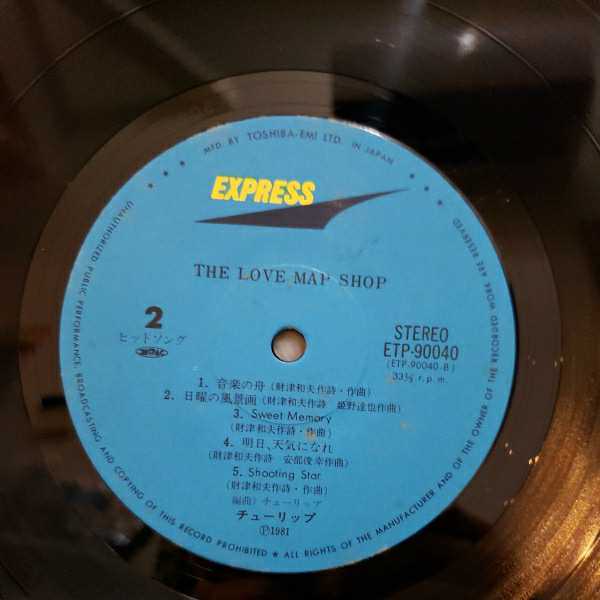 MFD. BY TOSHIBA-EMI LTD. IN JAPAN
EXPRESS
THE LOVE MAP SHOP
2
ヒットソング
STEREO
ETP-90040
(ETP-90040-B)
33⅓ r.p.m.
1. 音楽の舟 (財津和夫作詩・作曲)
2. 日曜の風景画 (財津和夫作詩 姫野達也作曲)
3. Sweet Memory
(財津和夫作詩・作曲)
4. 明日、天気になれ
(財津和夫作詩 安部俊幸作曲)
5. Shooting Star
(財津和夫作詩・作曲)
編曲) チューリップ
チューリップ
Ⓟ1981
UNAUTHORIZED PUBLIC PERFORMANCE, BROADCASTING AND COPYING OF THIS RECORD PROHIBITED ★ ALL RIGHTS OF THE MANUFACTURER AND OF THE OWNER OF THE RECORDED WORK ARE RESERVED